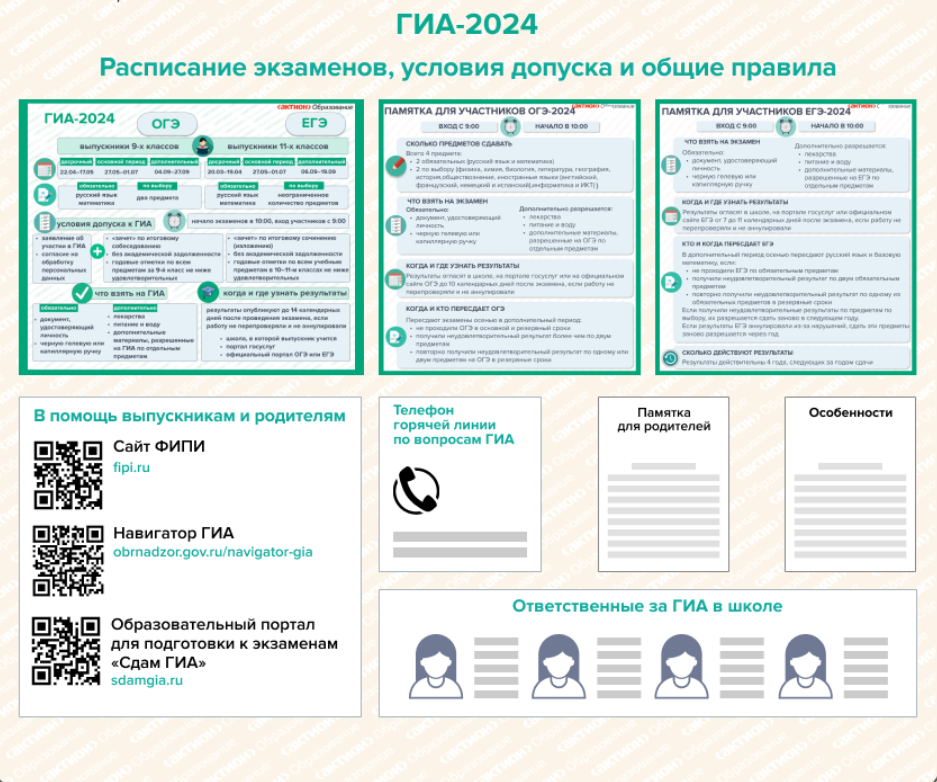 ГИА-2024
Расписание экзаменов, условия допуска и общие правила
Актион Образование
ГИА-2024
ОГЭ
ЕГЭ
выпускники 9-х классов
выпускники 11-х классов
досрочный основной период дополнительный
досрочный основной период дополнительный
22.04–17.05 27.05–01.07 04.09–27.09
20.03–19.04 27.05–01.07
обязательно по выбору
обязательно по выбору
русский язык
математика
два предмета
русский язык
математика
неограниченное
количество предметов
условия допуска к ГИА
начало экзаменов в 10:00, вход участников с 9:00
заявление об
участии в ГИА
согласие на
обработку
персональных
данных
«зачет» по итоговому
собеседованию
без академической задолженности
годовые отметки по всем
предметам за 9-й класс не ниже
удовлетворительных
«зачет» по итоговому сочинению
(изложению)
без академической задолженности
годовые отметки по всем учебным
предметам в 10–11-м классах не ниже
удовлетворительных
что взять на ГИА
когда и где узнать результаты
обязательно
дополнительно
документ,
удостоверяющий
личность
черную гелевую или
капиллярную ручку
лекарства
питание и воду
дополнительные
материалы, разрешенные
на ГИА по отдельным
предметам
результаты опубликуют до 14 календарных
дней после проведения экзамена, если
работу не перепроверяли и не аннулировали
школа, в которой выпускник учится
портал госуслуг
официальный портал ОГЭ или ЕГЭ
ПАМЯТКА ДЛЯ УЧАСТНИКОВ ОГЭ-2024
ВХОД С 9:00 НАЧАЛО В 10:00
СКОЛЬКО ПРЕДМЕТОВ СДАВАТЬ
Всего 4 предмета:
2 обязательных (русский язык и математика)
2 по выбору (физика, химия, биология, литература, география,
история,обществознание, иностранные языки (английский,
французский, немецкий и испанский),информатика и ИКТ))
ЧТО ВЗЯТЬ НА ЭКЗАМЕН
Обязательно:
документ, удостоверяющий
личность
черную гелевую или
капиллярную ручку
Дополнительно разрешается:
лекарства
питание и воду
дополнительные материалы,
разрешенные на ОГЭ по
отдельным предметам
КОГДА И ГДЕ УЗНАТЬ РЕЗУЛЬТАТЫ
Результаты огласят в школе, на портале госуслуг или на официальном
сайте ОГЭ до 10 календарных дней после экзамена, если работу не
перепроверяли и не аннулировали
КОГДА И КТО ПЕРЕСДАЕТ ОГЭ
Пересдают экзамены осенью в дополнительный период:
не проходили ОГЭ в основной и резервный сроки
получили неудовлетворительный результат более чем по двум
предметам
повторно получили неудовлетворительный результат по одному или
двум предметам на ОГЭ в резервные сроки
ПАМЯТКА ДЛЯ УЧАСТНИКОВ ЕГЭ-2024
ВХОД С 9:00 НАЧАЛО В 10:00
ЧТО ВЗЯТЬ НА ЭКЗАМЕН
Обязательно:
документ, удостоверяющий
личность
черную гелевую или
капиллярную ручку
Дополнительно разрешается:
лекарства
питание и воду
дополнительные материалы,
разрешенные на ЕГЭ по
отдельным предметам
КОГДА И ГДЕ УЗНАТЬ РЕЗУЛЬТАТЫ
Результаты огласят в школе, на портале госуслуг или официальном
сайте ЕГЭ от 7 до 11 календарных дней после экзамена, если работу не
перепроверяли и не аннулировали
КТО И КОГДА ПЕРЕСДАЕТ ЕГЭ
В дополнительный период осенью пересдают русский язык и базовую
математику, если:
не проходили ЕГЭ по обязательным предметам
получили неудовлетворительный результат по двум обязательным
предметам
повторно получили неудовлетворительный результат по одному из
обязательных предметов в резервные сроки
Если получили неудовлетворительные результаты по предметам по
выбору, их разрешается сдать заново в следующем году.
Если результаты ЕГЭ аннулировали из-за нарушений, сдать эти предметы
заново разрешается через год.
СКОЛЬКО ДЕЙСТВУЮТ РЕЗУЛЬТАТЫ
Результаты действительны 4 года, следующих за годом сдачи
В помощь выпускникам и родителям
Сайт ФИПИ
fipi.ru
Навигатор ГИА
obrnadzor.gov.ru/navigator-gia
Образовательный портал
для подготовки к экзаменам
«Сдам ГИА»
sdamgia.ru
Телефон
горячей линии
по вопросам ГИА
Памятка
для родителей
Особенности
Ответственные за ГИА в школе